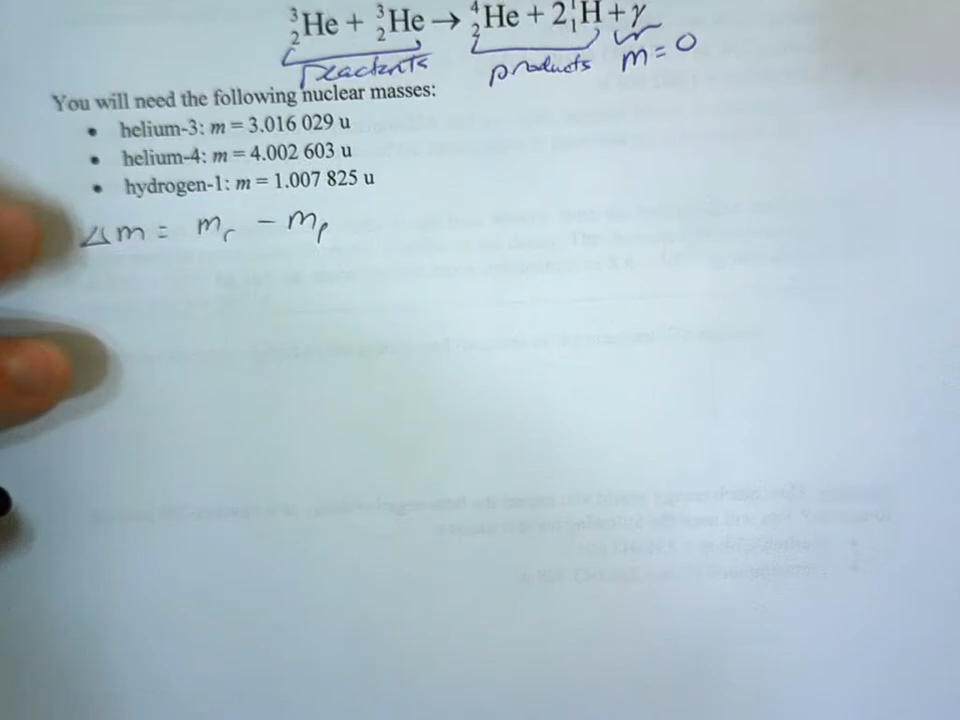 ³₂He + ³₂He → ⁴₂He + 2¹₁H + γ
reactants products m = 0
You will need the following nuclear masses:
• helium-3: m = 3.016 029 u
• helium-4: m = 4.002 603 u
• hydrogen-1: m = 1.007 825 u
Δm = mᵣ - mₚ